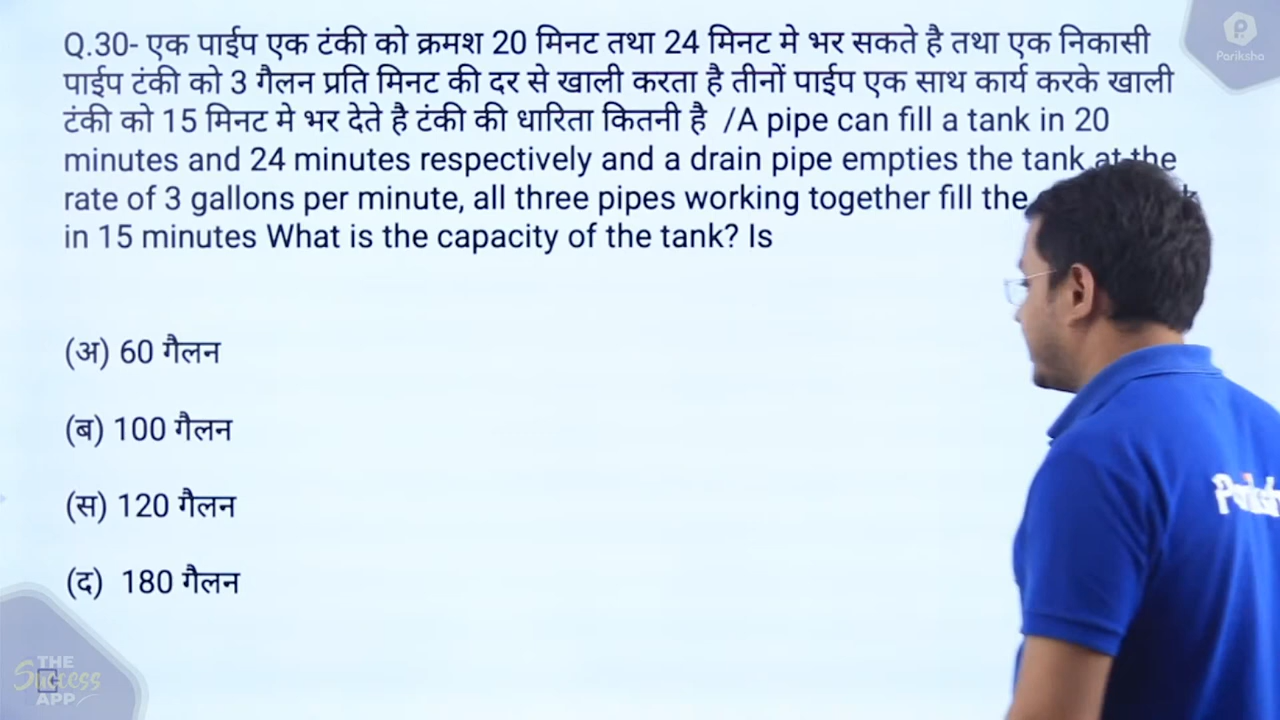 Pariksha
Q.30- एक पाईप एक टंकी को क्रमश 20 मिनट तथा 24 मिनट मे भर सकते है तथा एक निकासी
पाईप टंकी को 3 गैलन प्रति मिनट की दर से खाली करता है तीनों पाईप एक साथ कार्य करके खाली
टंकी को 15 मिनट मे भर देते है टंकी की धारिता कितनी है /A pipe can fill a tank in 20
minutes and 24 minutes respectively and a drain pipe empties the tank at the
rate of 3 gallons per minute, all three pipes working together fill the
in 15 minutes What is the capacity of the tank? Is
(अ) 60 गैलन
(ब) 100 गैलन
(स) 120 गैलन
(द) 180 गैलन
THE
Success
APP